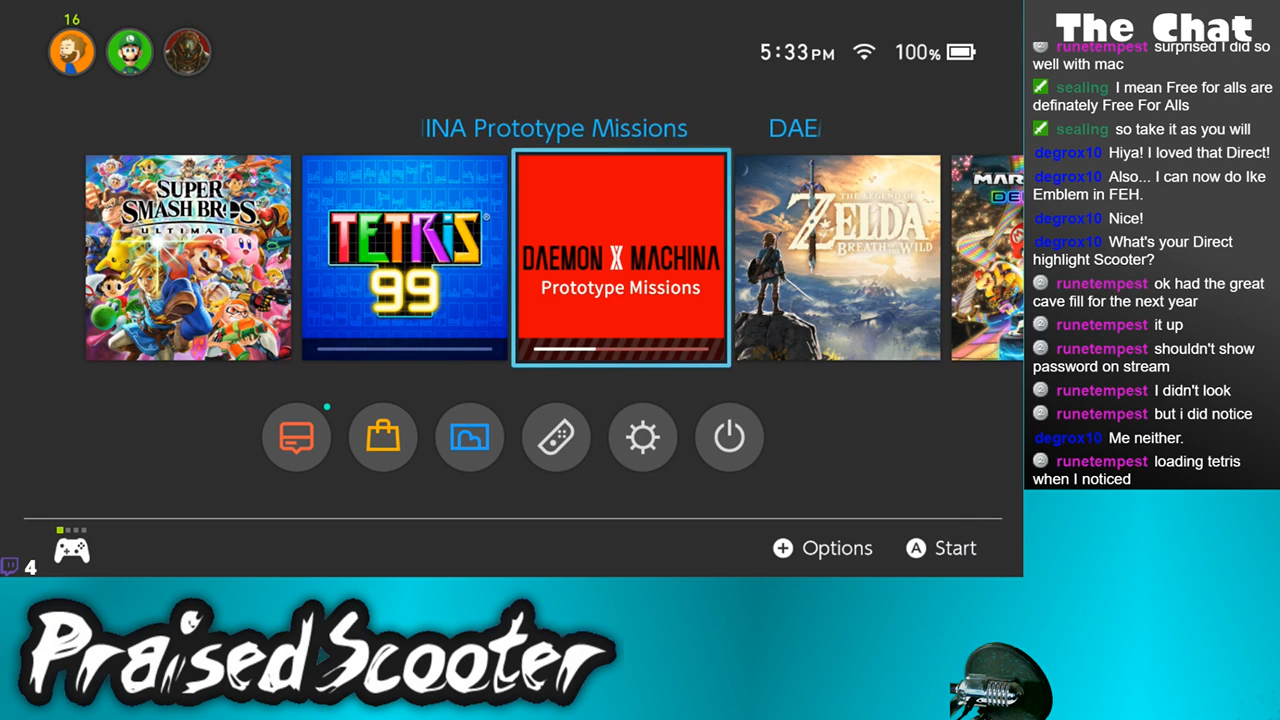 16
5:33PM
100%
INA Prototype Missions
DAE
SUPER
SMASH BROS.
ULTIMATE
TETRIS®
99
DAEMON X MACHINA
Prototype Missions
THE LEGEND OF
ZELDA
BREATH OF THE WILD
MAR
DE
Options
A Start
4
PraisedScooter
The Chat
runetempest surprised I did so
well with mac
sealing I mean Free for alls are
definately Free For Alls
sealing so take it as you will
degrox10 Hiya! I loved that Direct!
degrox10 Also... I can now do Ike
Emblem in FEH.
degrox10 Nice!
degrox10 What's your Direct
highlight Scooter?
runetempest ok had the great
cave fill for the next year
runetempest it up
runetempest shouldn't show
password on stream
runetempest I didn't look
runetempest but i did notice
degrox10 Me neither.
runetempest loading tetris
when I noticed